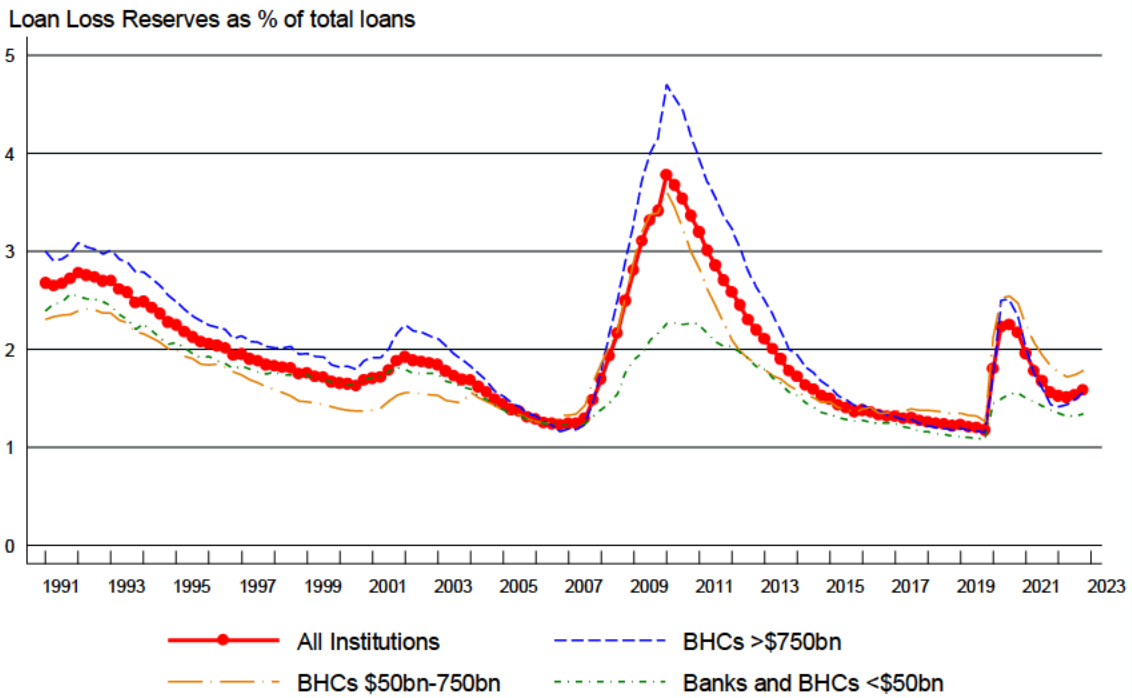 Loan Loss Reserves as % of total loans
5
4
3
2
1
0
1991 1993 1995 1997 1999 2001 2003 2005 2007 2009 2011 2013 2015 2017 2019 2021 2023
All Institutions
BHCs >$750bn
BHCs $50bn-750bn
Banks and BHCs <$50bn